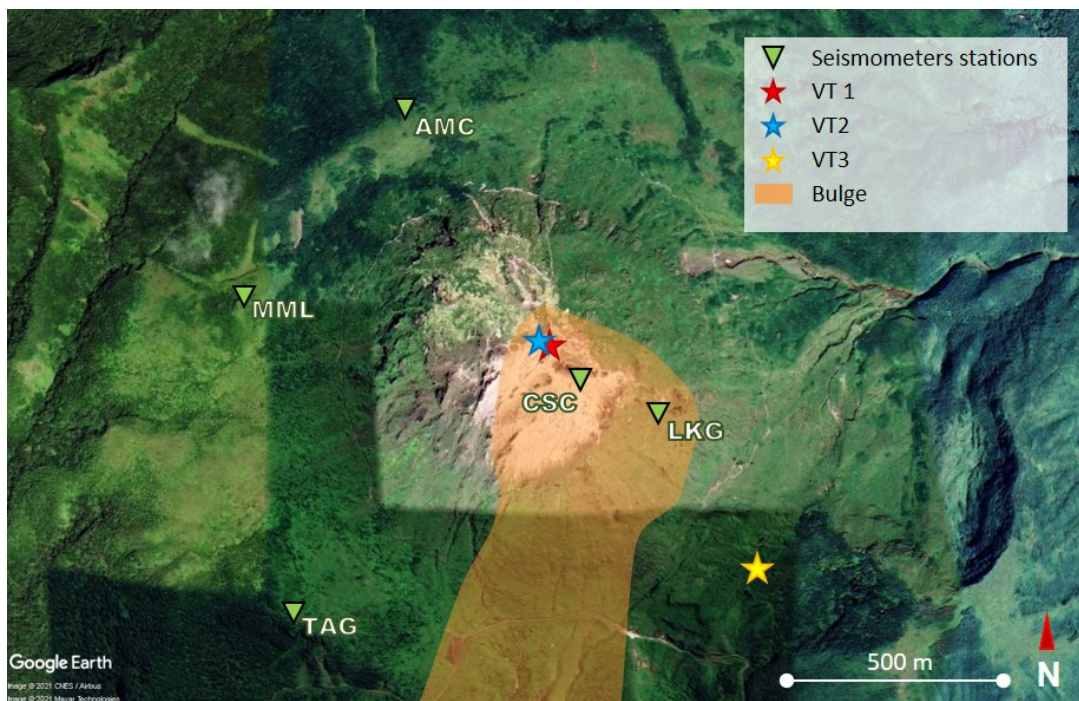 Seismometers stations
VT 1
VT2
VT3
Bulge
AMC
MML
CSC
LKG
TAG
Google Earth
Image © 2021 CNES / Airbus
Image © 2021 Maxar Technologies
500 m
N